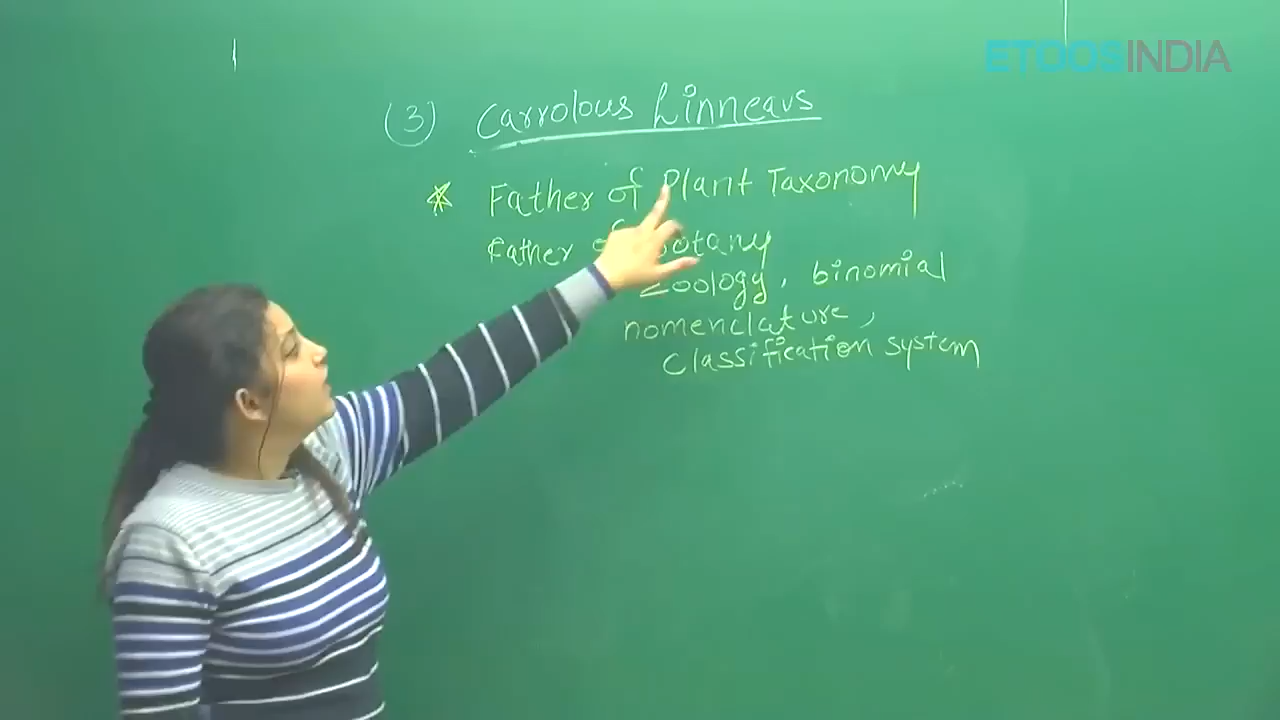 ETOOSINDIA
(3) Carrolous Linneaus
* Father of Plant Taxonomy
Father of Botany
Zoology, binomial
nomenclature,
Classification system